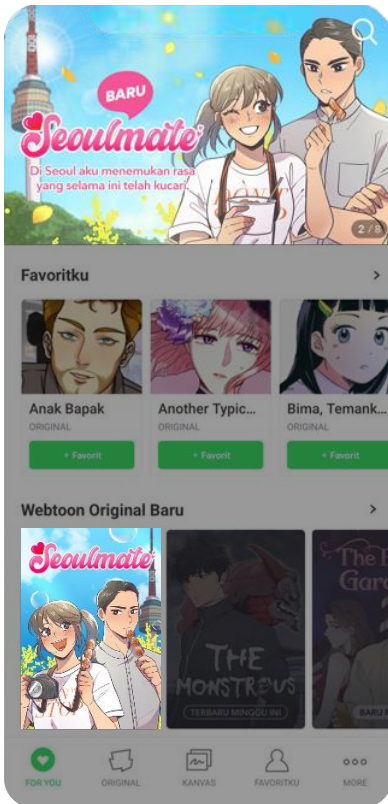 BARU
Seoulmate
Di Seoul aku menemukan rasa
yang selama ini telah kucari.
2 / 8
Favoritku
Anak Bapak
ORIGINAL
+ Favorit
Another Typic...
ORIGINAL
+ Favorit
Bima, Temank...
ORIGINAL
+ Favorit
Webtoon Original Baru
Seoulmate
THE
MONSTROUS
TERBARU MINGGU INI
The
Gar
BARU
FOR YOU
ORIGINAL
KANVAS
FAVORITKU
MORE